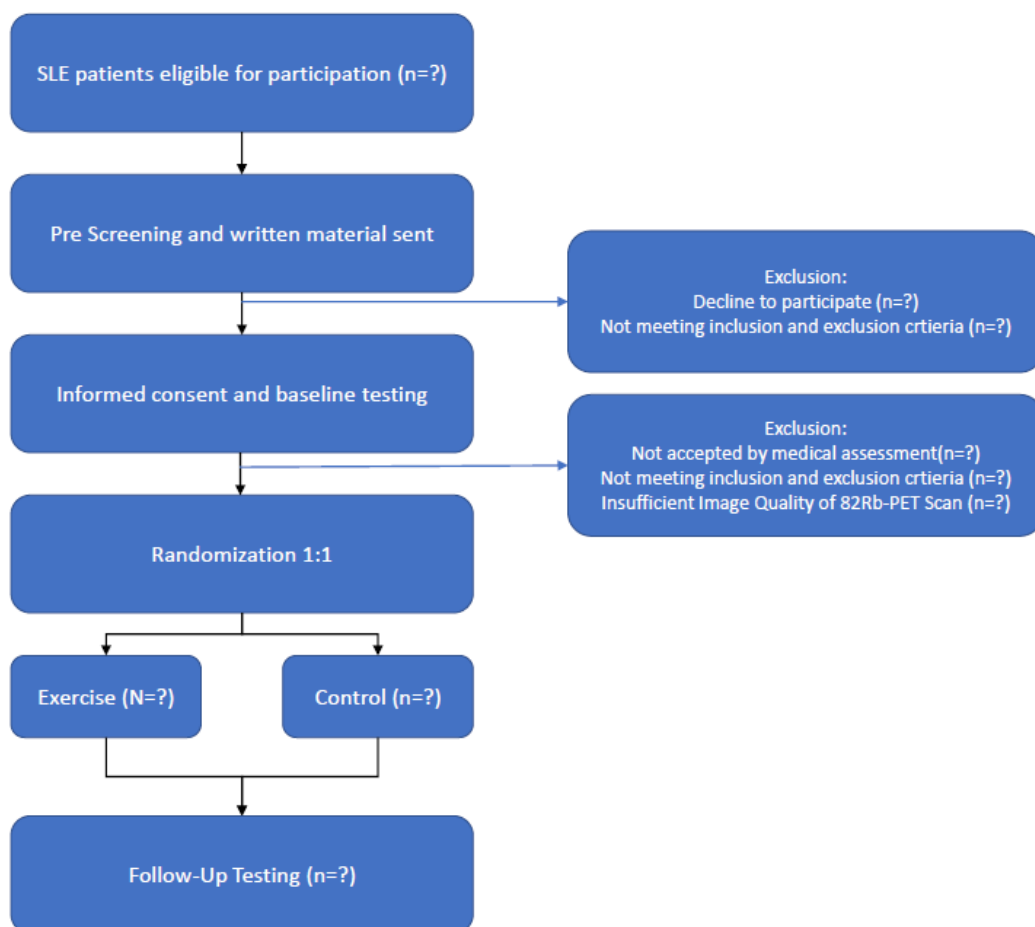 SLE patients eligible for participation (n=?)
Pre Screening and written material sent
Exclusion:
Decline to participate (n=?)
Not meeting inclusion and exclusion crtieria (n=?)
Informed consent and baseline testing
Exclusion:
Not accepted by medical assessment(n=?)
Not meeting inclusion and exclusion crtieria (n=?)
Insufficient Image Quality of 82Rb-PET Scan (n=?)
Randomization 1:1
Exercise (N=?)
Control (n=?)
Follow-Up Testing (n=?)